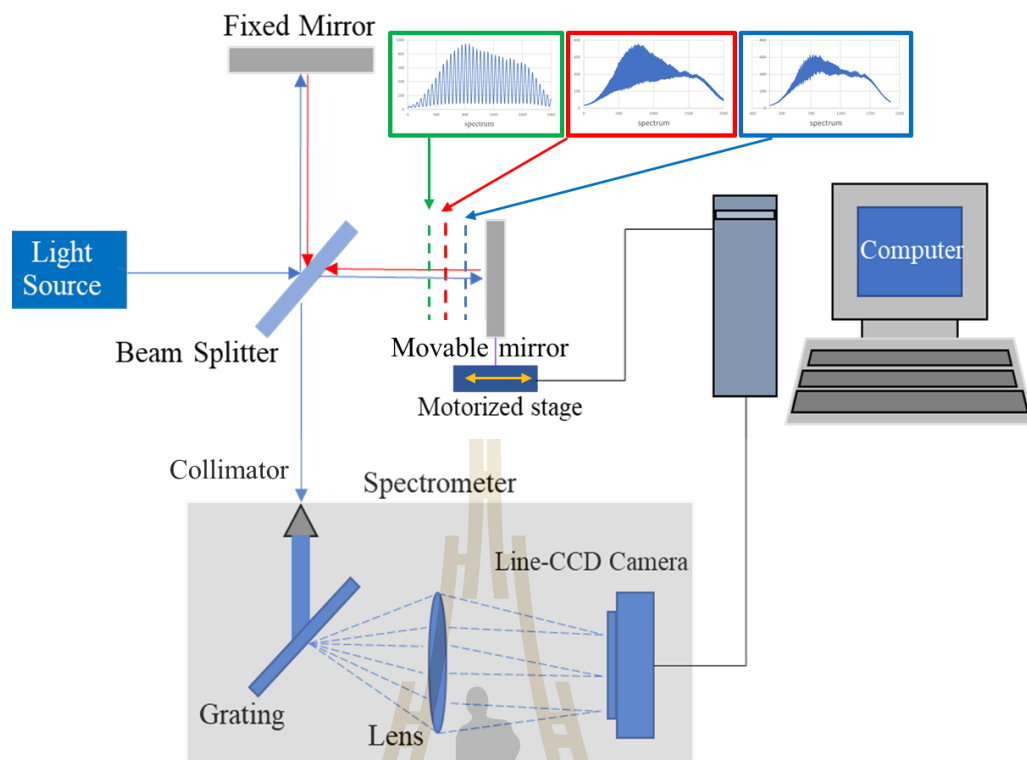 Fixed Mirror
spectrum
spectrum
spectrum
Light
Source
Computer
Beam Splitter
Movable mirror
Motorized stage
Collimator
Spectrometer
Line-CCD Camera
Grating
Lens